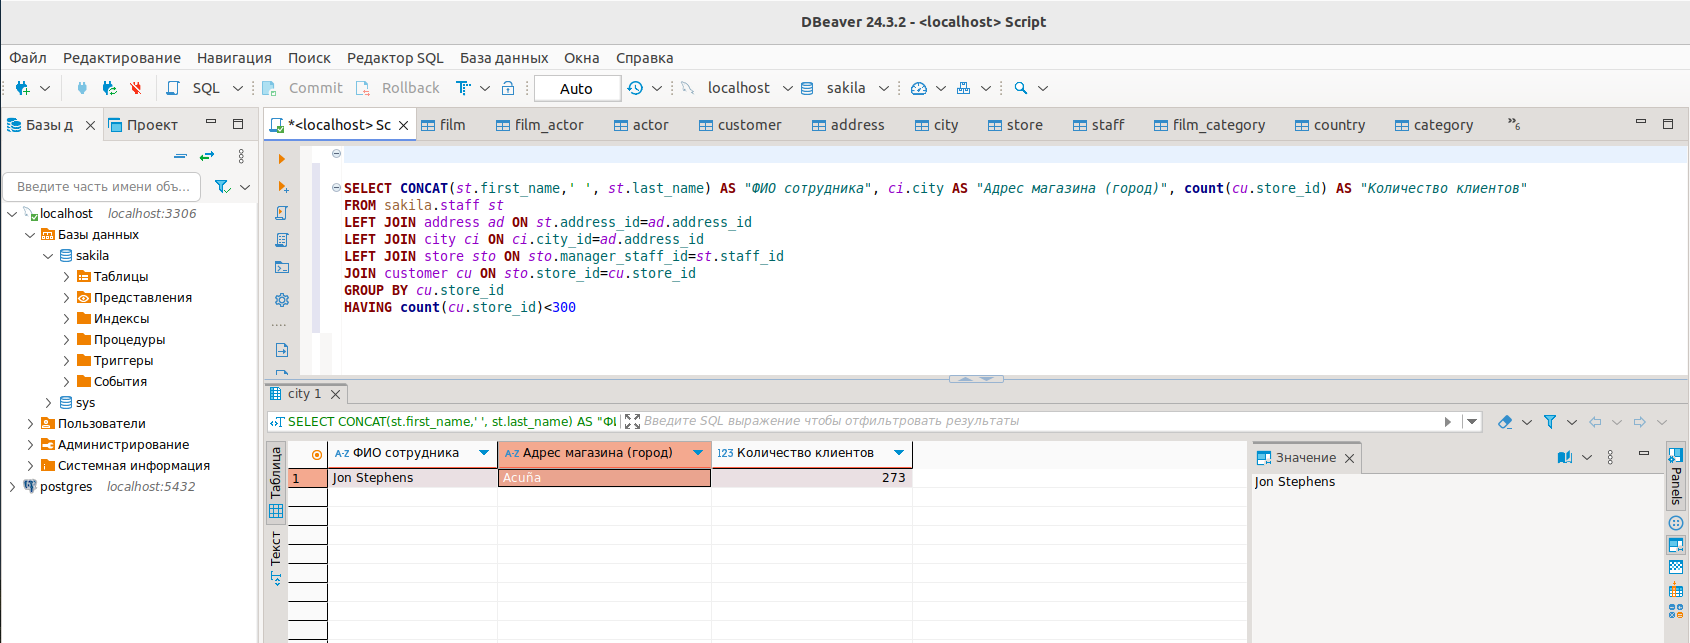 DBeaver 24.3.2 - <localhost> Script
Файл Редактирование Навигация Поиск Редактор SQL База данных Окна Справка
SQL Commit Rollback Auto localhost sakila
Базы д Проект
*<localhost> Sc film film_actor actor customer address city store staff film_category country category »6
Введите часть имени объ...
localhost localhost:3306
Базы данных
sakila
Таблицы
Представления
Индексы
Процедуры
Триггеры
События
sys
Пользователи
Администрирование
Системная информация
postgres localhost:5432
SELECT CONCAT(st.first_name,' ', st.last_name) AS "ФИО сотрудника", ci.city AS "Адрес магазина (город)", count(cu.store_id) AS "Количество клиентов"
FROM sakila.staff st
LEFT JOIN address ad ON st.address_id=ad.address_id
LEFT JOIN city ci ON ci.city_id=ad.address_id
LEFT JOIN store sto ON sto.manager_staff_id=st.staff_id
JOIN customer cu ON sto.store_id=cu.store_id
GROUP BY cu.store_id
HAVING count(cu.store_id)<300
city 1
SELECT CONCAT(st.first_name,' ', st.last_name) AS "ФИ Введите SQL выражение чтобы отфильтровать результаты
Таблица
Текст
A-Z ФИО сотрудника A-Z Адрес магазина (город) 123 Количество клиентов
1 Jon Stephens Acuña 273
Значение
Jon Stephens
Panels